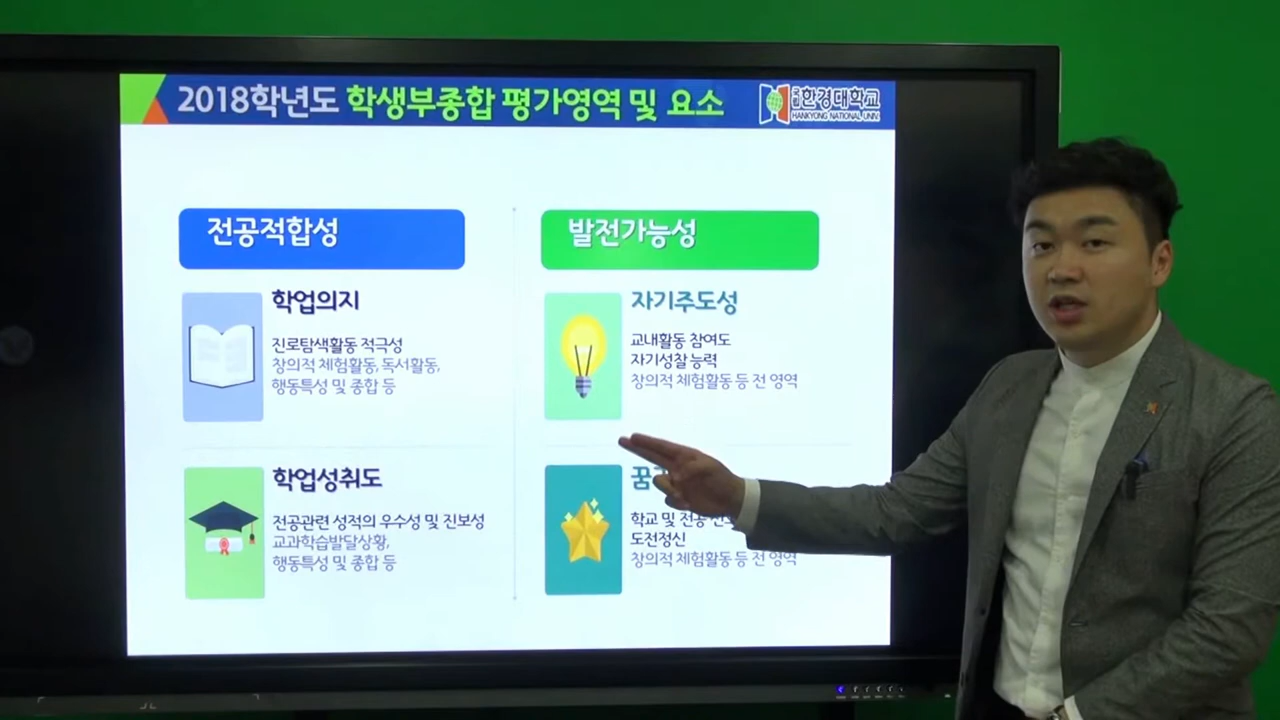 2018학년도 학생부종합 평가영역 및 요소
한경대학교
HANKYONG NATIONAL UNIV.
전공적합성
학업의지
진로탐색활동 적극성
창의적 체험활동, 독서활동,
행동특성 및 종합 등
학업성취도
전공관련 성적의 우수성 및 진보성
교과학습발달상황,
행동특성 및 종합 등
발전가능성
자기주도성
교내활동 참여도
자기성찰 능력
창의적 체험활동 등 전 영역
학교 및 전공
도전정신
창의적 체험활동 등 전 영역